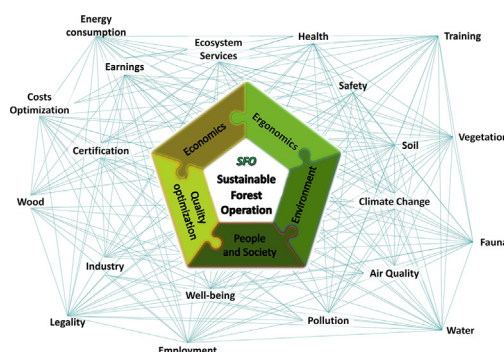 Energy
consumption
Ecosystem
Services
Health
Training
Earnings
Safety
Costs
Optimization
Certification
Soil
Vegetation
Economics
Ergonomics
SFO
Sustainable
Forest
Operation
Quality
optimization
Environment
People
and Society
Wood
Climate Change
Fauna
Industry
Air Quality
Well-being
Legality
Pollution
Water
Employment